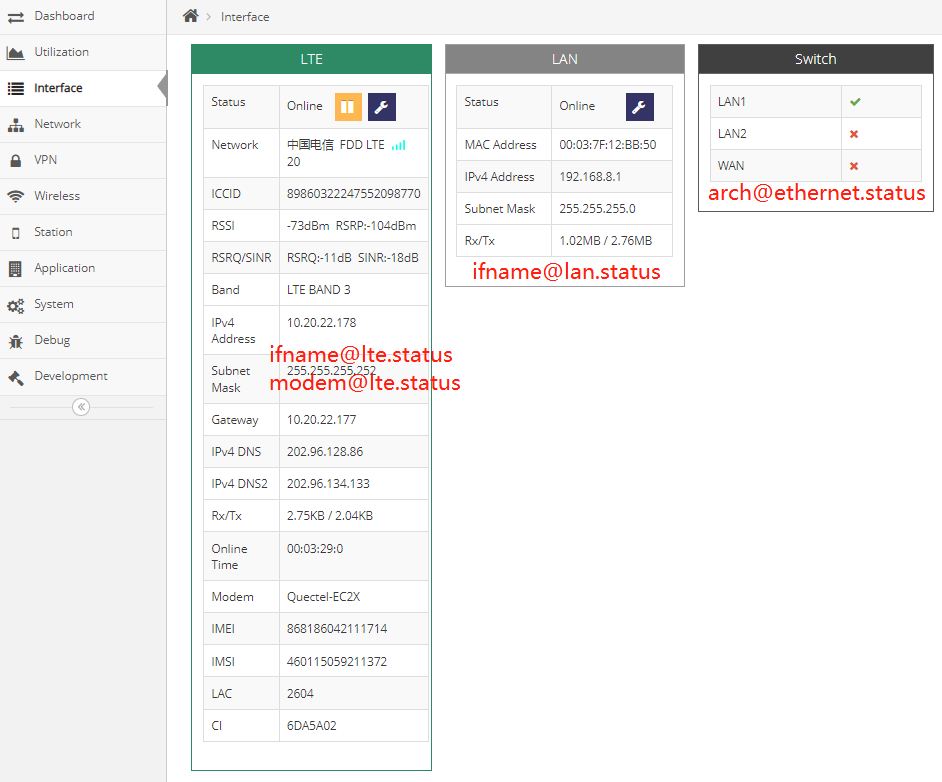 Dashboard
Utilization
Interface
Network
VPN
Wireless
Station
Application
System
Debug
Development
Interface
LTE
Status Online
Network 中国电信 FDD LTE
20
ICCID 89860322247552098770
RSSI -73dBm RSRP:-104dBm
RSRQ/SINR RSRQ:-11dB SINR:-18dB
Band LTE BAND 3
IPv4 10.20.22.178
Address
ifname@lte.status
Subnet 255.255.255.252
Mask
modem@lte.status
Gateway 10.20.22.177
IPv4 DNS 202.96.128.86
IPv4 DNS2 202.96.134.133
Rx/Tx 2.75KB / 2.04KB
Online 00:03:29:0
Time
Modem Quectel-EC2X
IMEI 868186042111714
IMSI 460115059211372
LAC 2604
CI 6DA5A02
LAN
Status Online
MAC Address 00:03:7F:12:BB:50
IPv4 Address 192.168.8.1
Subnet Mask 255.255.255.0
Rx/Tx 1.02MB / 2.76MB
ifname@lan.status
Switch
LAN1
LAN2
WAN
arch@ethernet.status